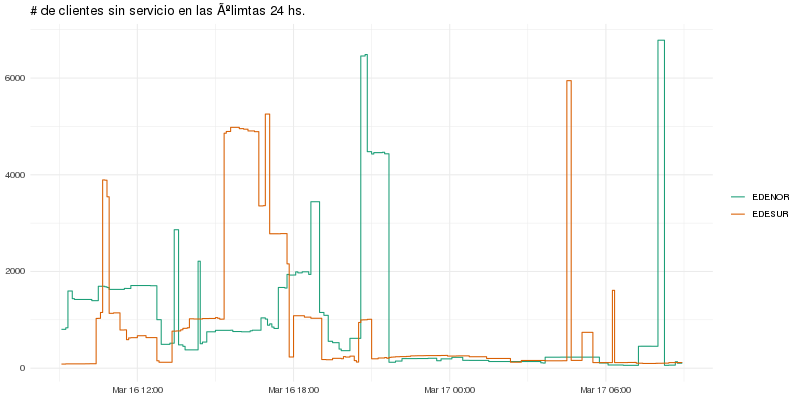 # de clientes sin servicio en las Ãºlimtas 24 hs.
6000
4000
2000
0
Mar 16 12:00
Mar 16 18:00
Mar 17 00:00
Mar 17 06:00
EDENOR
EDESUR